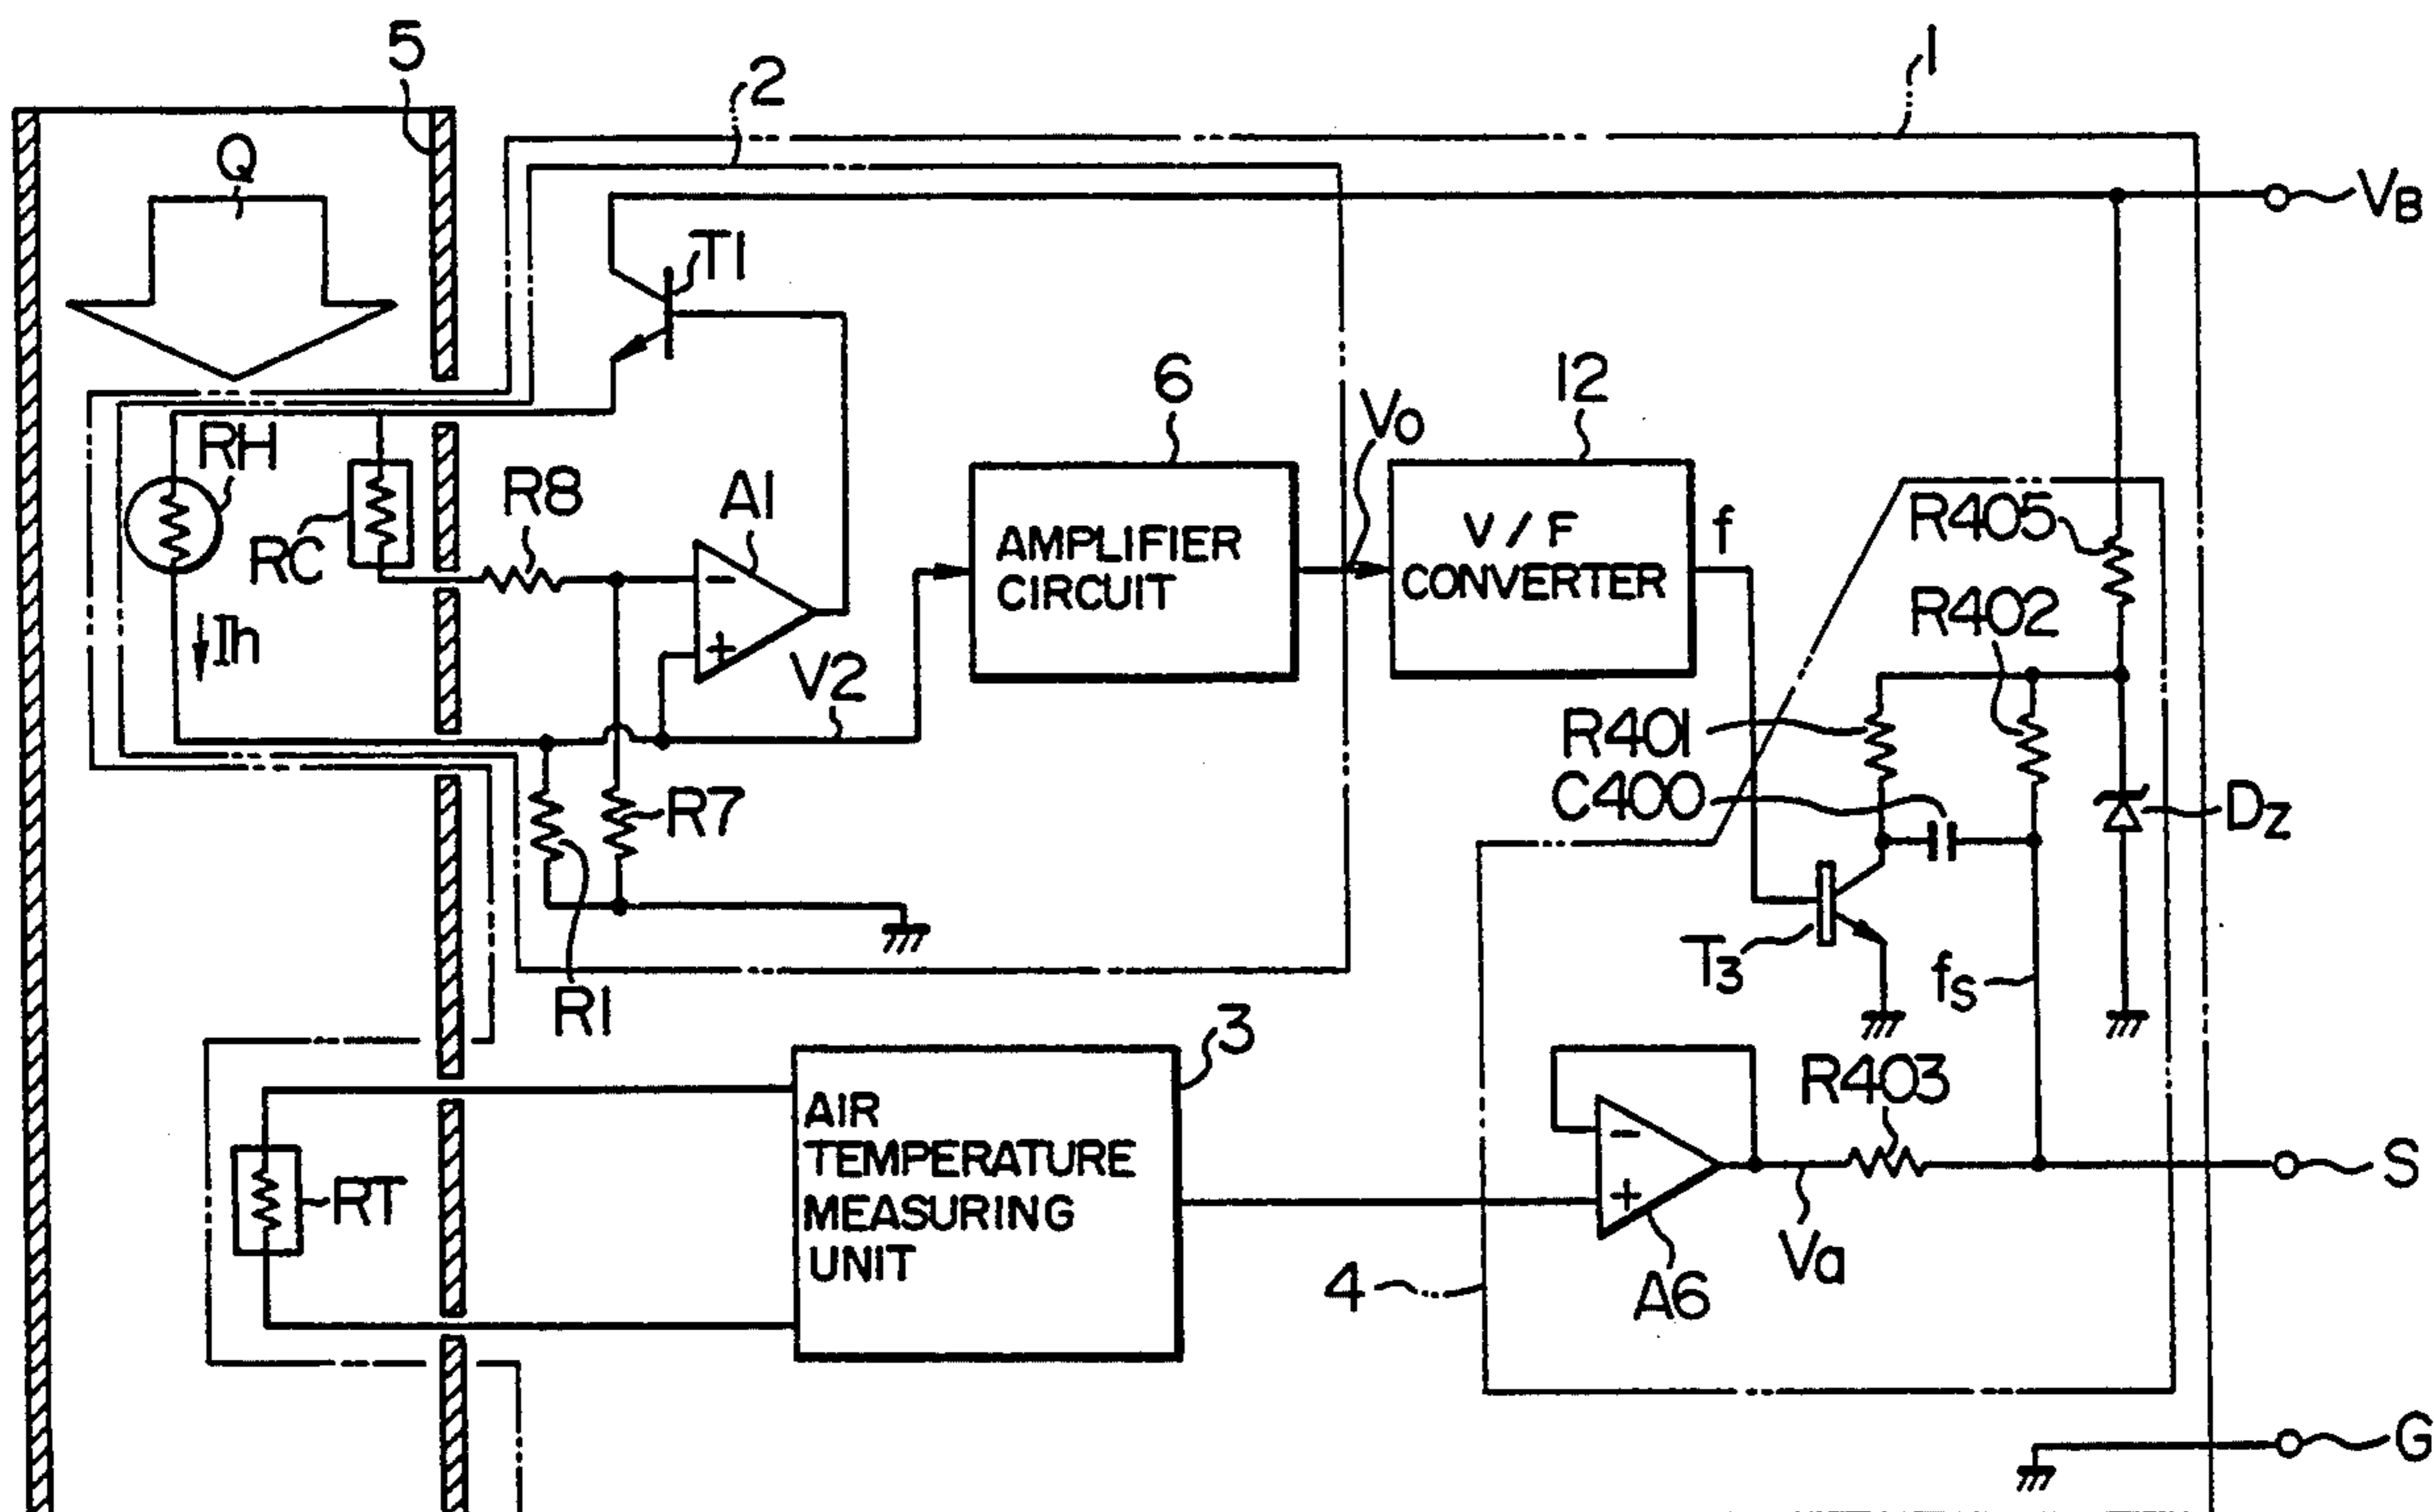 5
2
1
Q
VB
T1
6
12
Vo
RH
R8
A1
RC
AMPLIFIER
CIRCUIT
V / F
CONVERTER
f
R405
R402
Ih
V2
R401
C400
R7
DZ
T3
fs
R1
3
R403
AIR
TEMPERATURE
MEASURING
UNIT
RT
S
Va
4
A6
G
- + - +